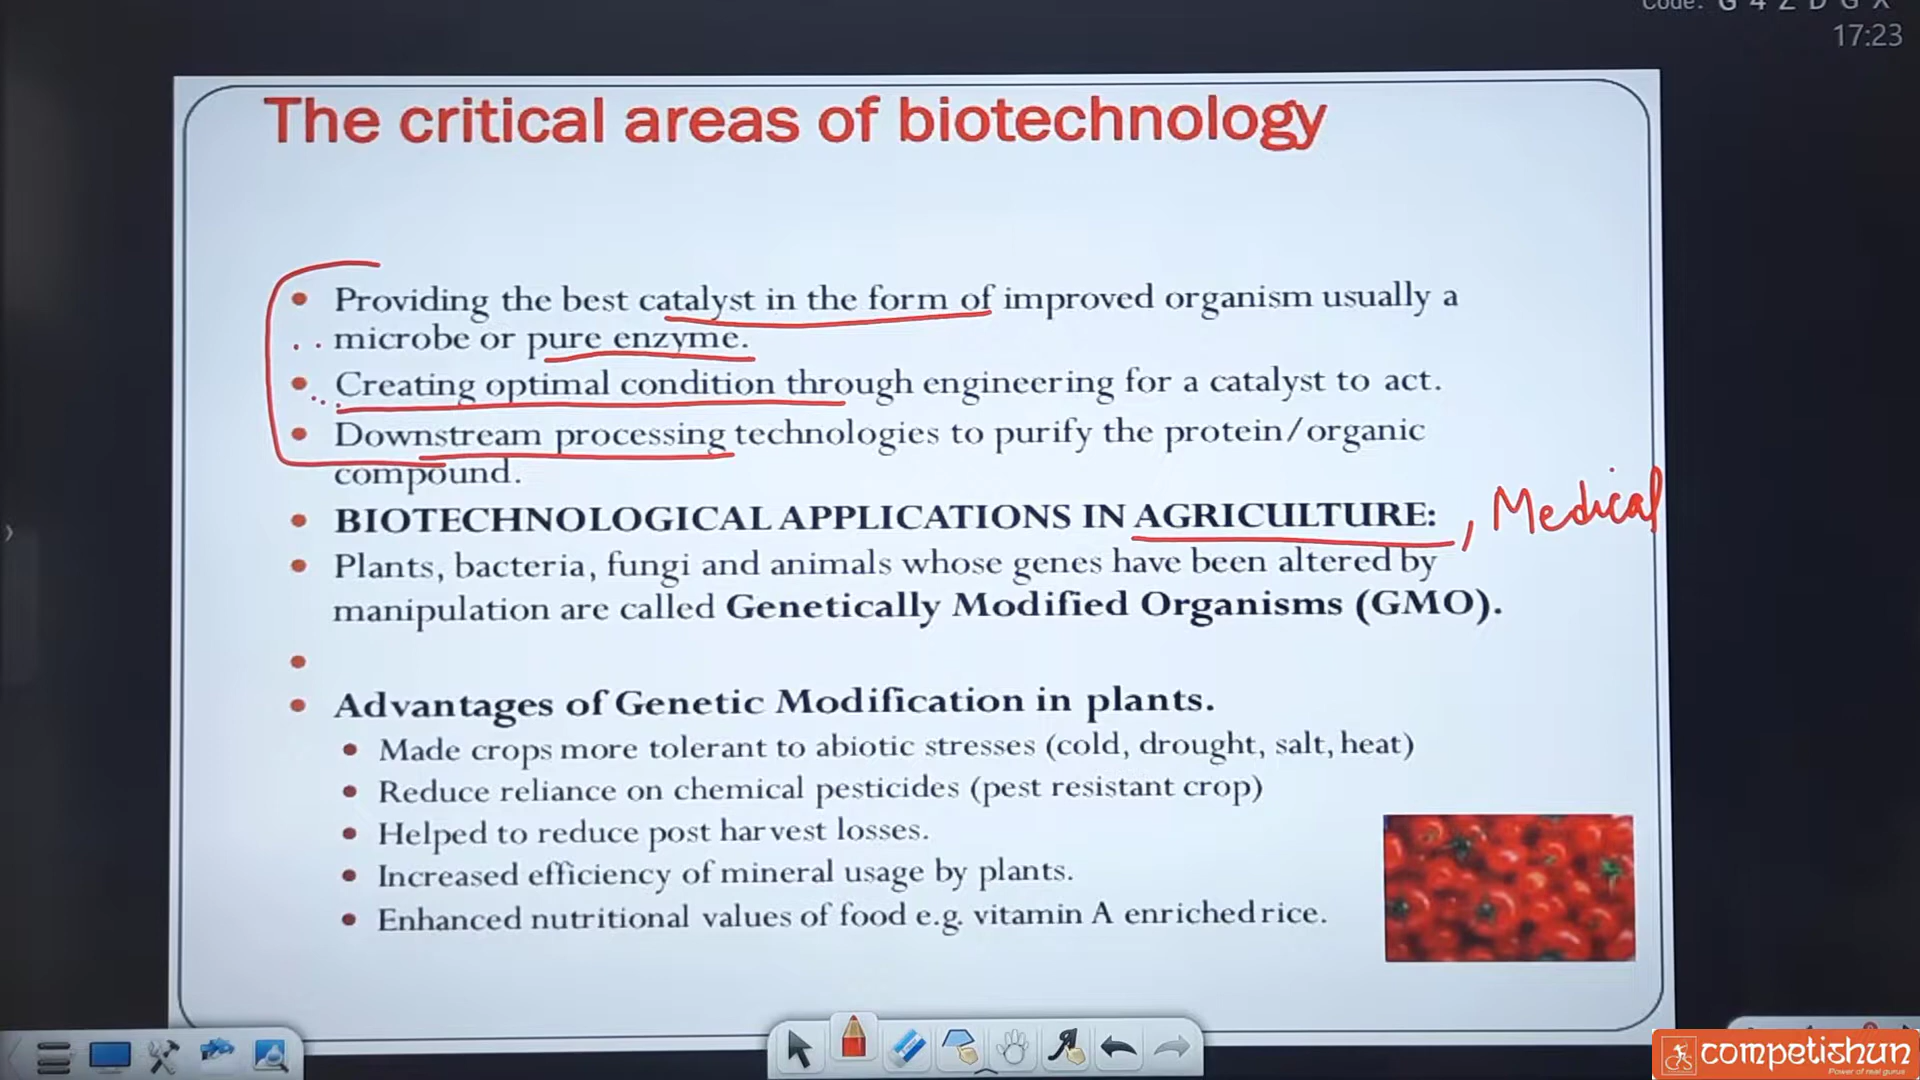 Code: G 4 Z D G X
17:23
The critical areas of biotechnology
Providing the best catalyst in the form of improved organism usually a
microbe or pure enzyme.
Creating optimal condition through engineering for a catalyst to act.
Downstream processing technologies to purify the protein/organic
compound.
BIOTECHNOLOGICAL APPLICATIONS IN AGRICULTURE: , Medical
Plants, bacteria, fungi and animals whose genes have been altered by
manipulation are called Genetically Modified Organisms (GMO).
Advantages of Genetic Modification in plants.
Made crops more tolerant to abiotic stresses (cold, drought, salt, heat)
Reduce reliance on chemical pesticides (pest resistant crop)
Helped to reduce post harvest losses.
Increased efficiency of mineral usage by plants.
Enhanced nutritional values of food e.g. vitamin A enriched rice.
competishun
Power of real gurus